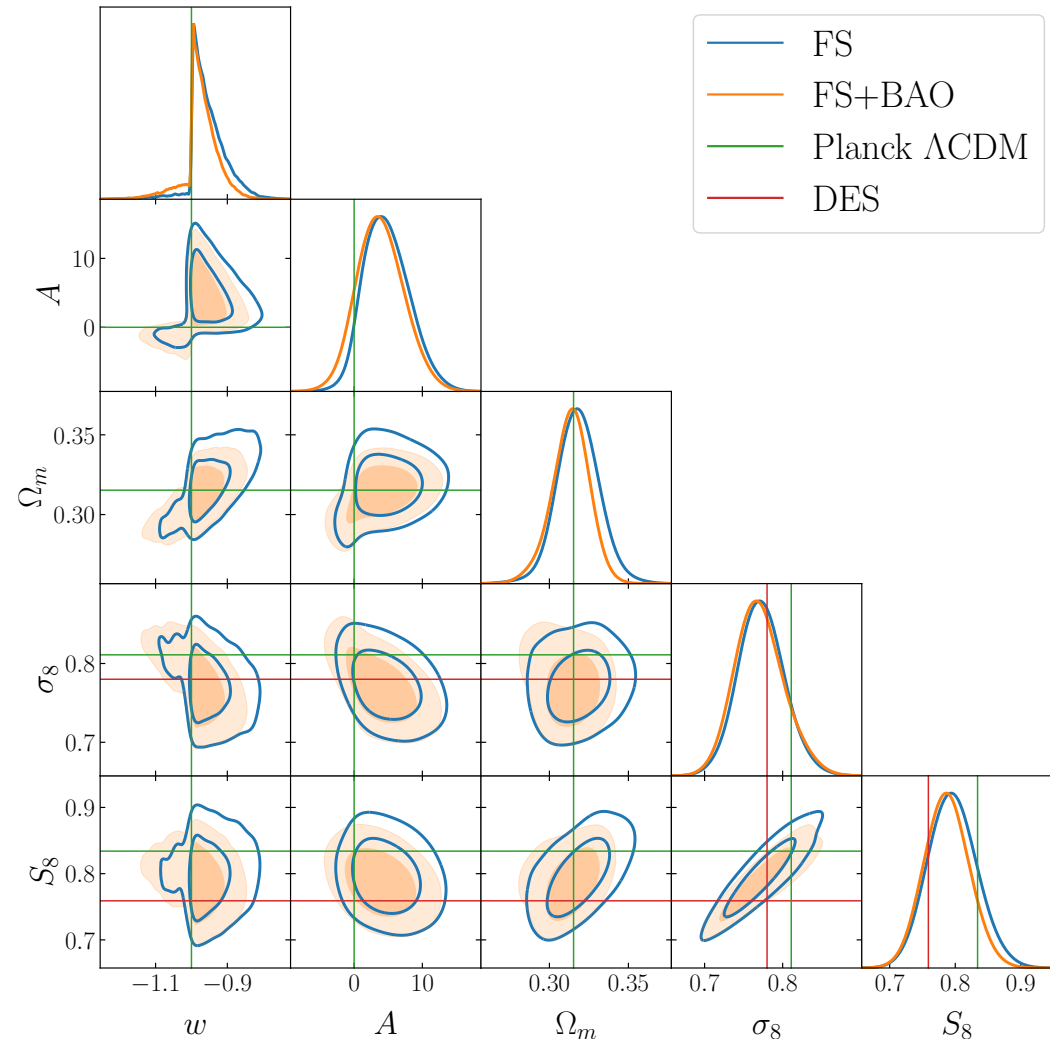 FS
FS+BAO
Planck ΛCDM
DES
10
0
A
0.35
0.30
Ω_m
0.8
0.7
σ_8
0.9
0.8
0.7
S_8
−1.1 −0.9 0 10 0.30 0.35 0.7 0.8 0.7 0.8 0.9
w A Ω_m σ_8 S_8